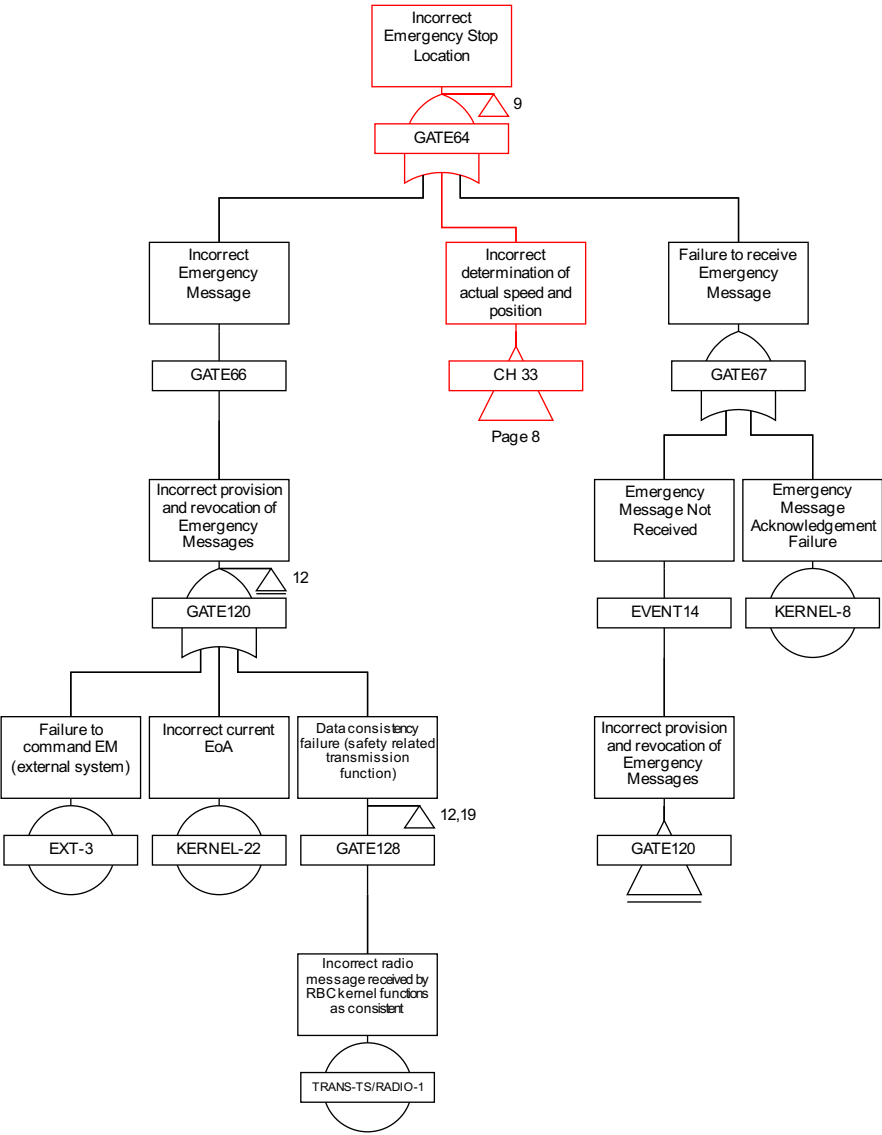 Incorrect
Emergency Stop
Location
9
GATE64
Incorrect
Emergency
Message
Incorrect
determination of
actual speed and
position
Failure to receive
Emergency
Message
GATE66
CH 33
GATE67
Page 8
Incorrect provision
and revocation of
Emergency
Messages
Emergency
Message Not
Received
Emergency
Message
Acknowledgement
Failure
12
GATE120
EVENT14
KERNEL-8
Failure to
command EM
(external system)
Incorrect current
EoA
Data consistency
failure (safety related
transmission
function)
Incorrect provision
and revocation of
Emergency
Messages
12,19
EXT-3
KERNEL-22
GATE128
GATE120
Incorrect radio
message received by
RBC kernel functions
as consistent
TRANS-TS/RADIO-1